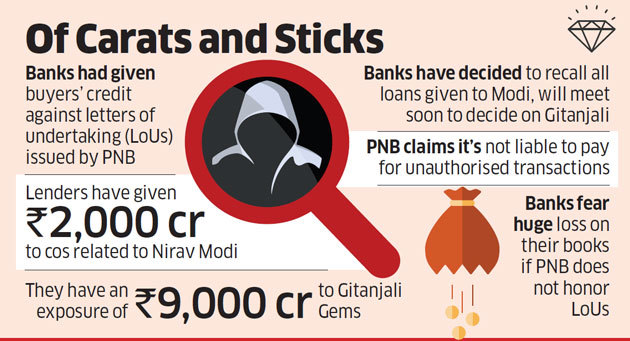 Of Carats and Sticks
Banks had given
buyers’ credit
against letters of
undertaking (LoUs)
issued by PNB
Lenders have given
₹2,000 cr
to cos related to Nirav Modi
They have an
exposure of
₹9,000 cr
to Gitanjali
Gems
Banks have decided to recall all
loans given to Modi, will meet
soon to decide on Gitanjali
PNB claims it’s not liable to pay
for unauthorised transactions
Banks fear
huge loss on
their books
if PNB does
not honor
LoUs